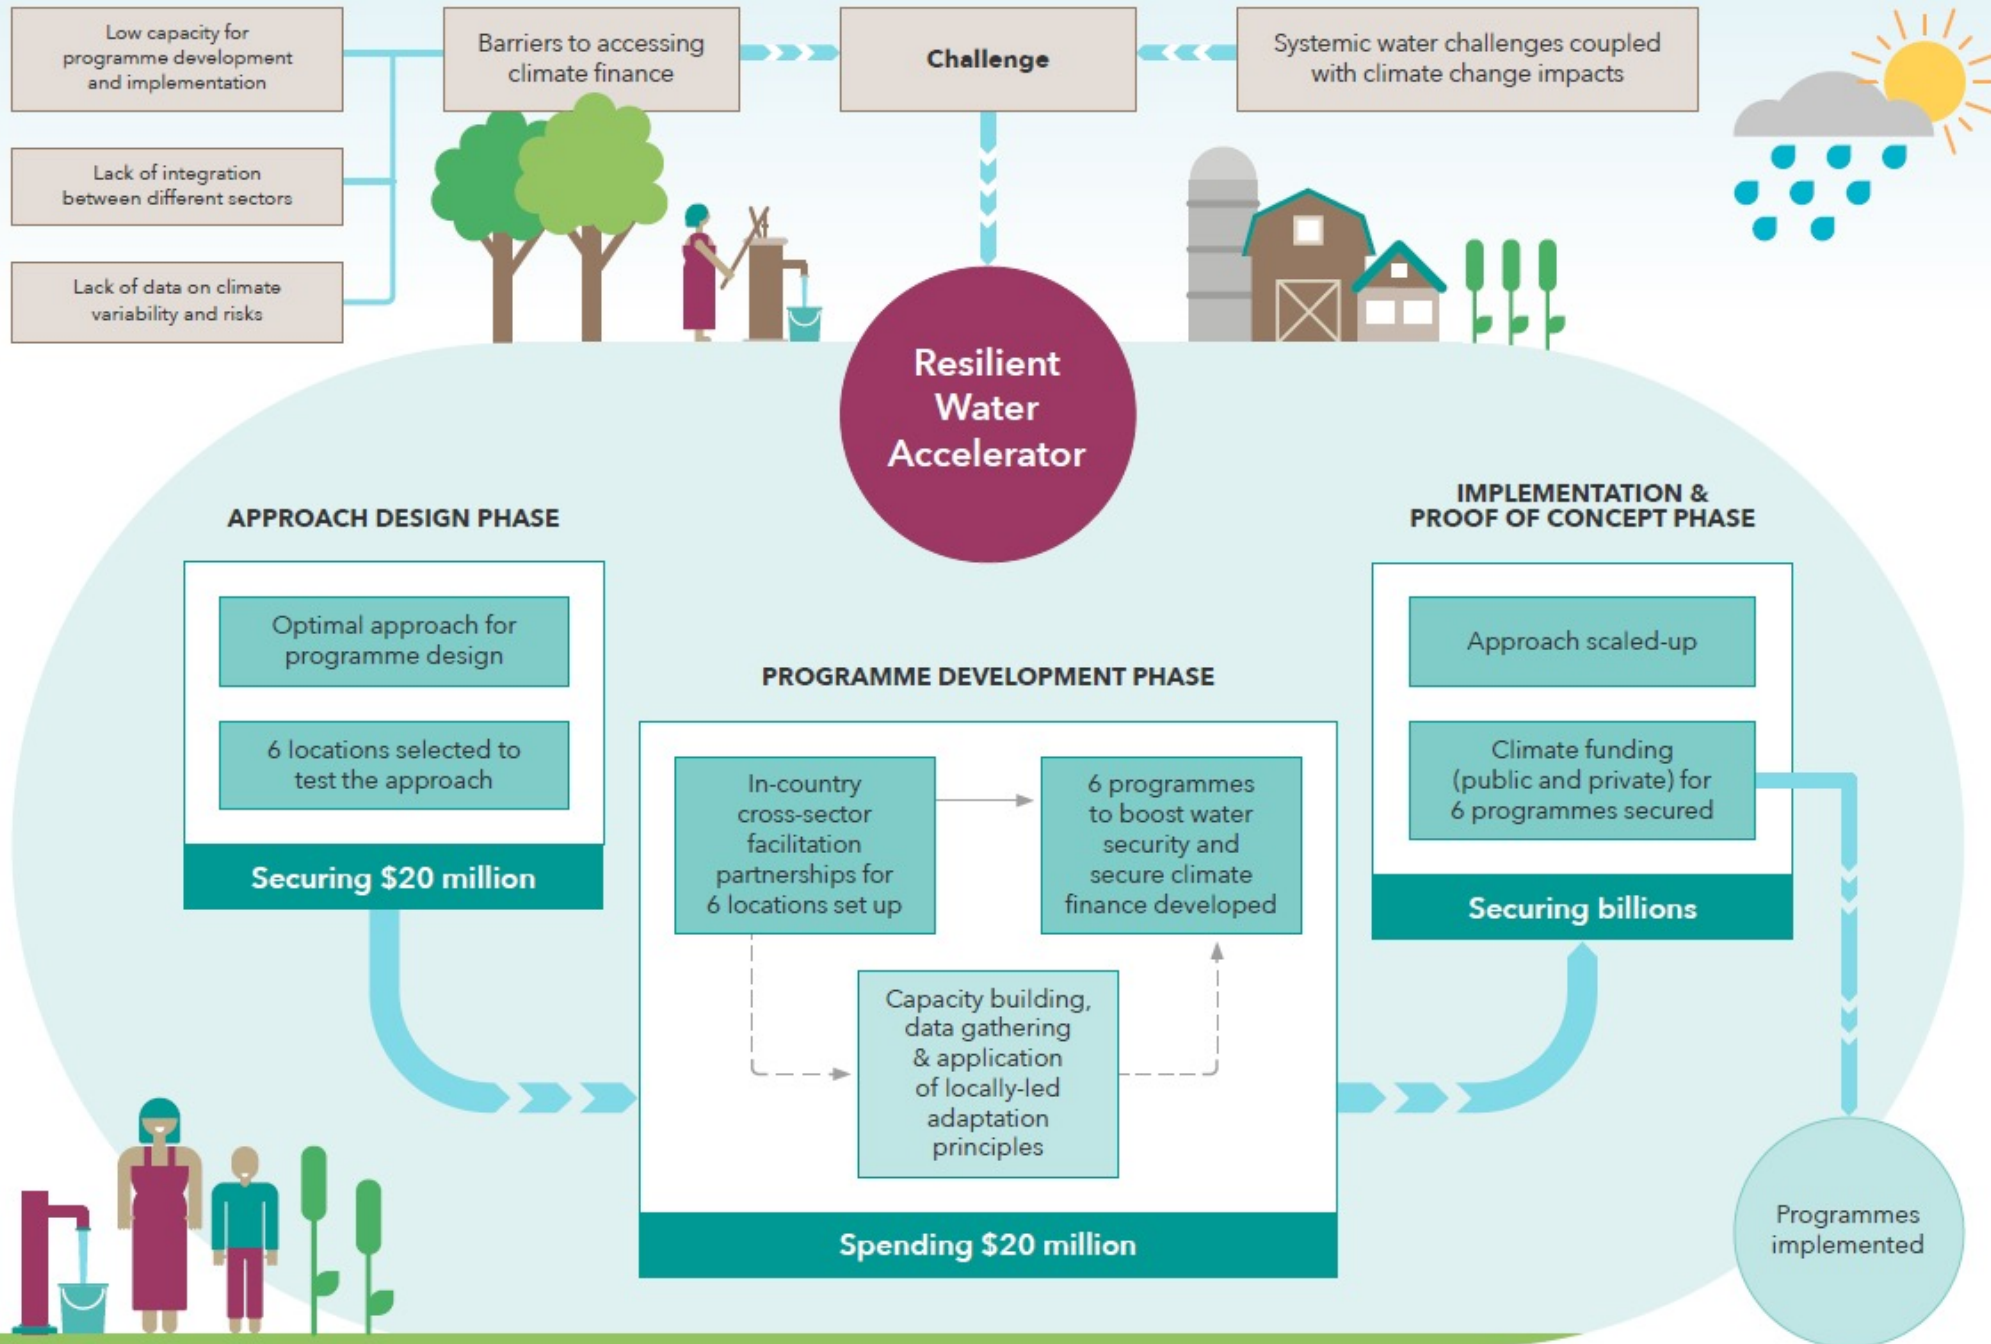 Low capacity for
programme development
and implementation
Barriers to accessing
climate finance
Challenge
Systemic water challenges coupled
with climate change impacts
Lack of integration
between different sectors
Lack of data on climate
variability and risks
Resilient
Water
Accelerator
APPROACH DESIGN PHASE
Optimal approach for
programme design
6 locations selected to
test the approach
Securing $20 million
PROGRAMME DEVELOPMENT PHASE
In-country
cross-sector
facilitation
partnerships for
6 locations set up
6 programmes
to boost water
security and
secure climate
finance developed
Capacity building,
data gathering
& application
of locally-led
adaptation
principles
Spending $20 million
IMPLEMENTATION &
PROOF OF CONCEPT PHASE
Approach scaled-up
Climate funding
(public and private) for
6 programmes secured
Securing billions
Programmes
implemented